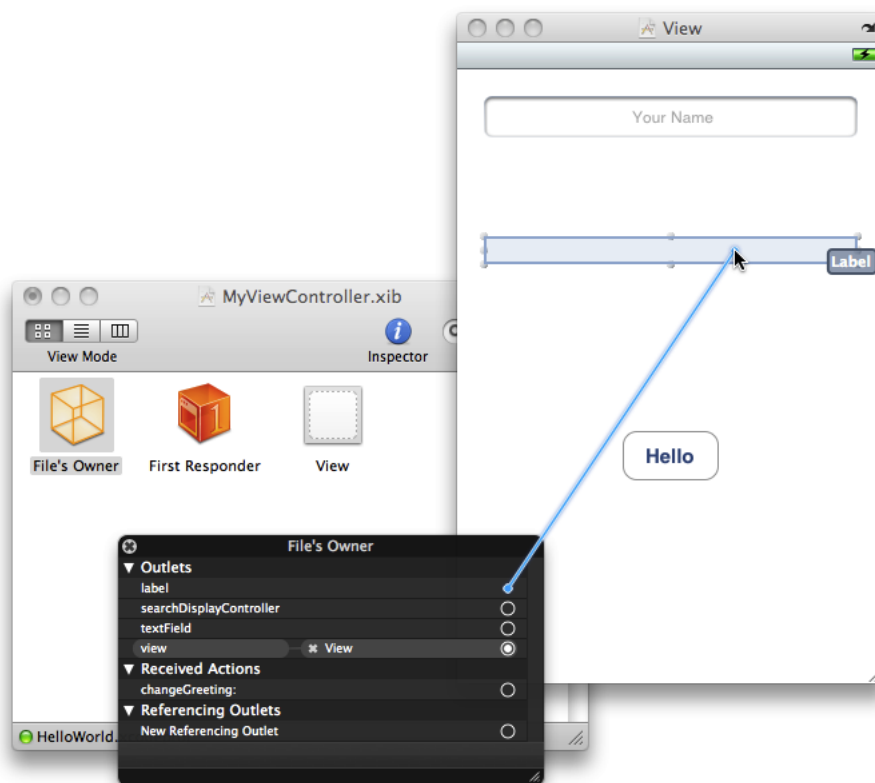 View
Your Name
Label
MyViewController.xib
View Mode
Inspector
File's Owner
First Responder
1
View
Hello
File's Owner
Outlets
label
searchDisplayController
textField
view
View
Received Actions
changeGreeting:
Referencing Outlets
New Referencing Outlet
HelloWorld.